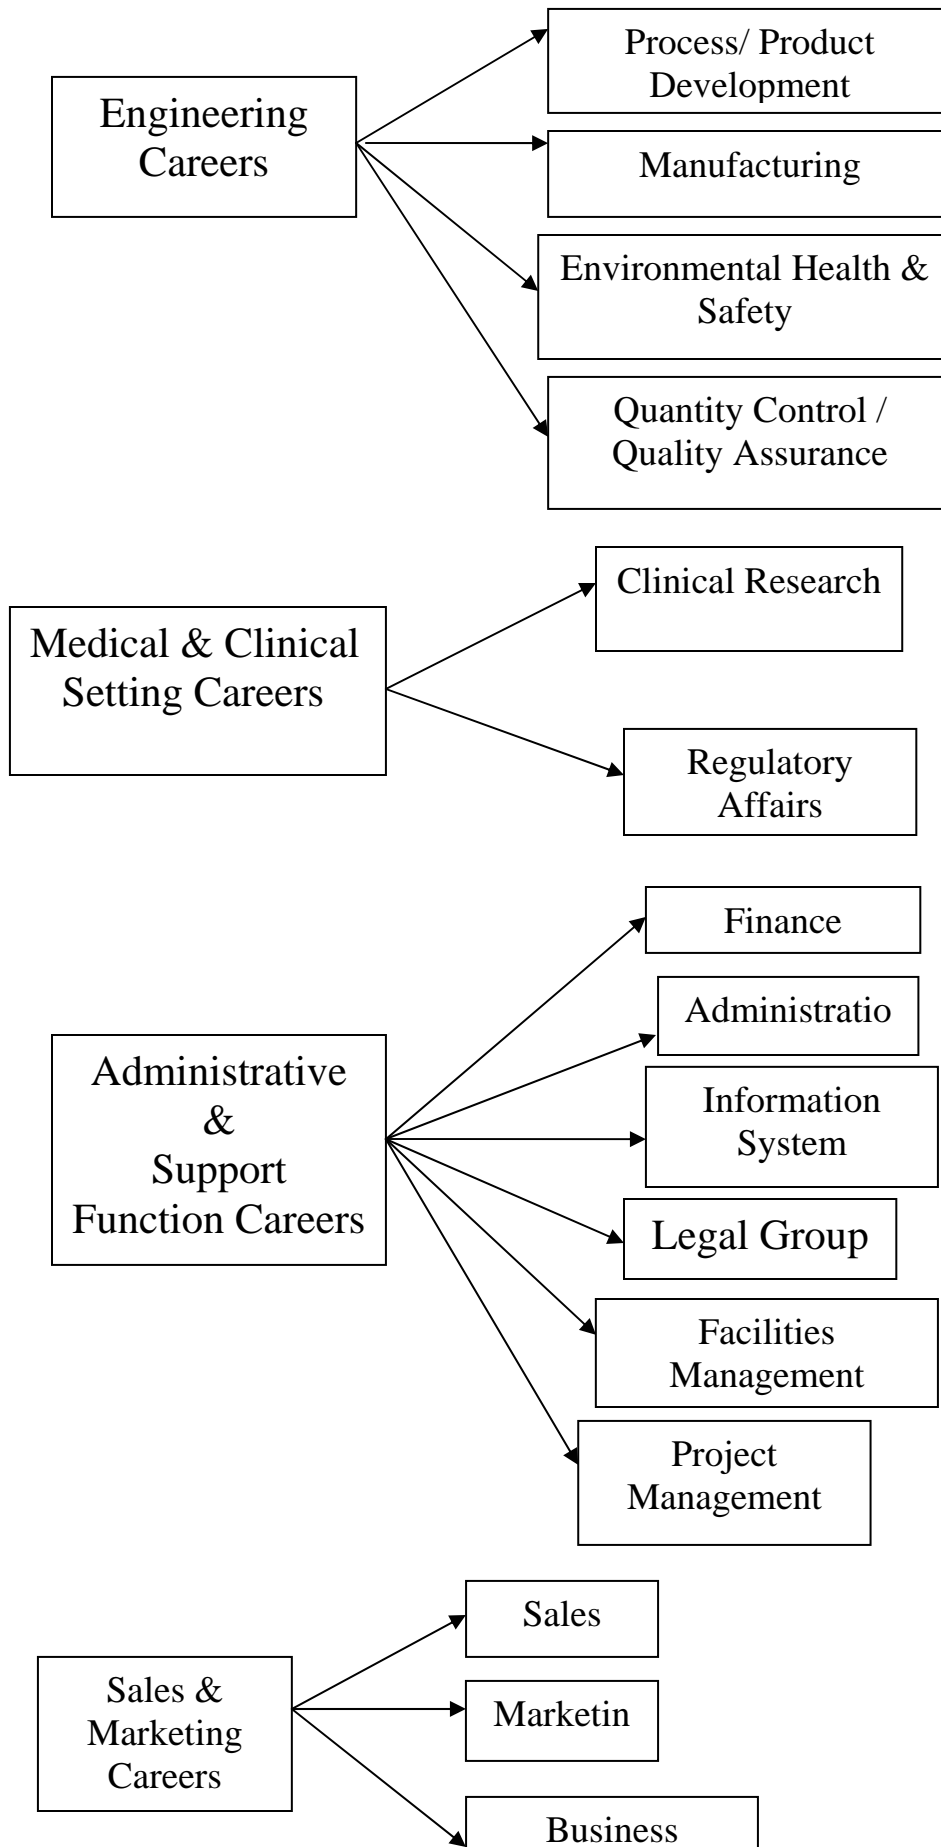 Engineering
Careers
Process/ Product
Development
Manufacturing
Environmental Health &
Safety
Quantity Control /
Quality Assurance
Medical & Clinical
Setting Careers
Clinical Research
Regulatory
Affairs
Administrative
&
Support
Function Careers
Finance
Administratio
Information
System
Legal Group
Facilities
Management
Project
Management
Sales &
Marketing
Careers
Sales
Marketin
Business